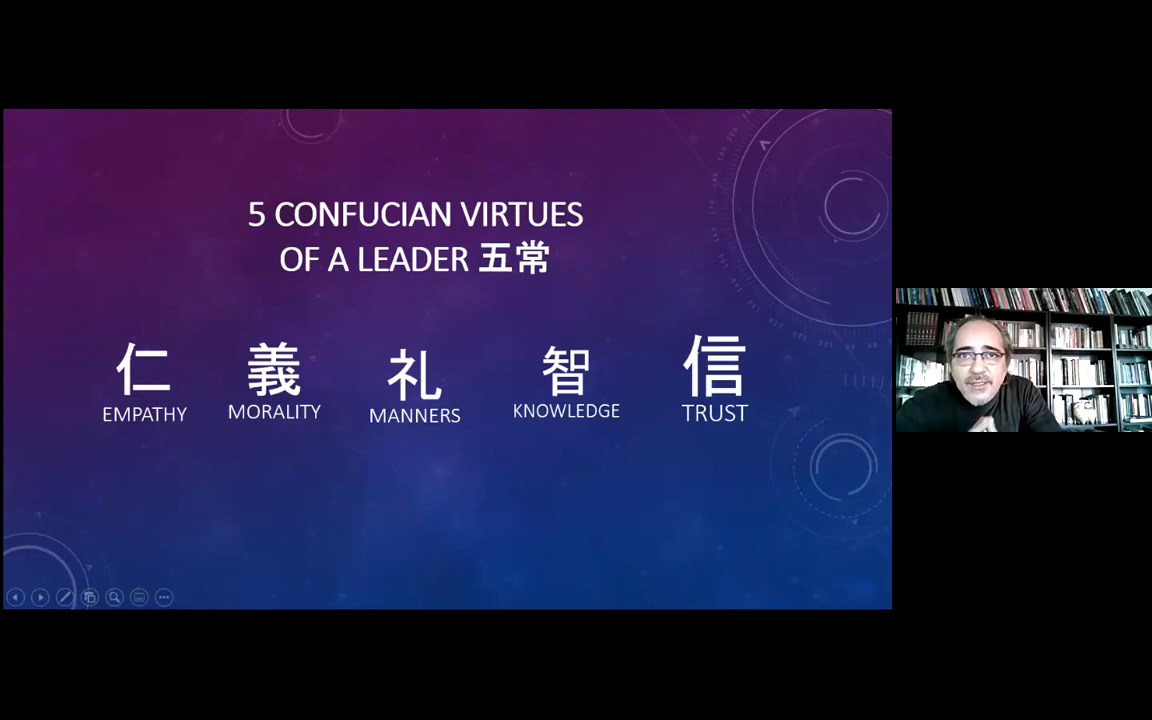 5 CONFUCIAN VIRTUES
OF A LEADER 五常
仁 義 礼 智 信
EMPATHY MORALITY MANNERS KNOWLEDGE TRUST